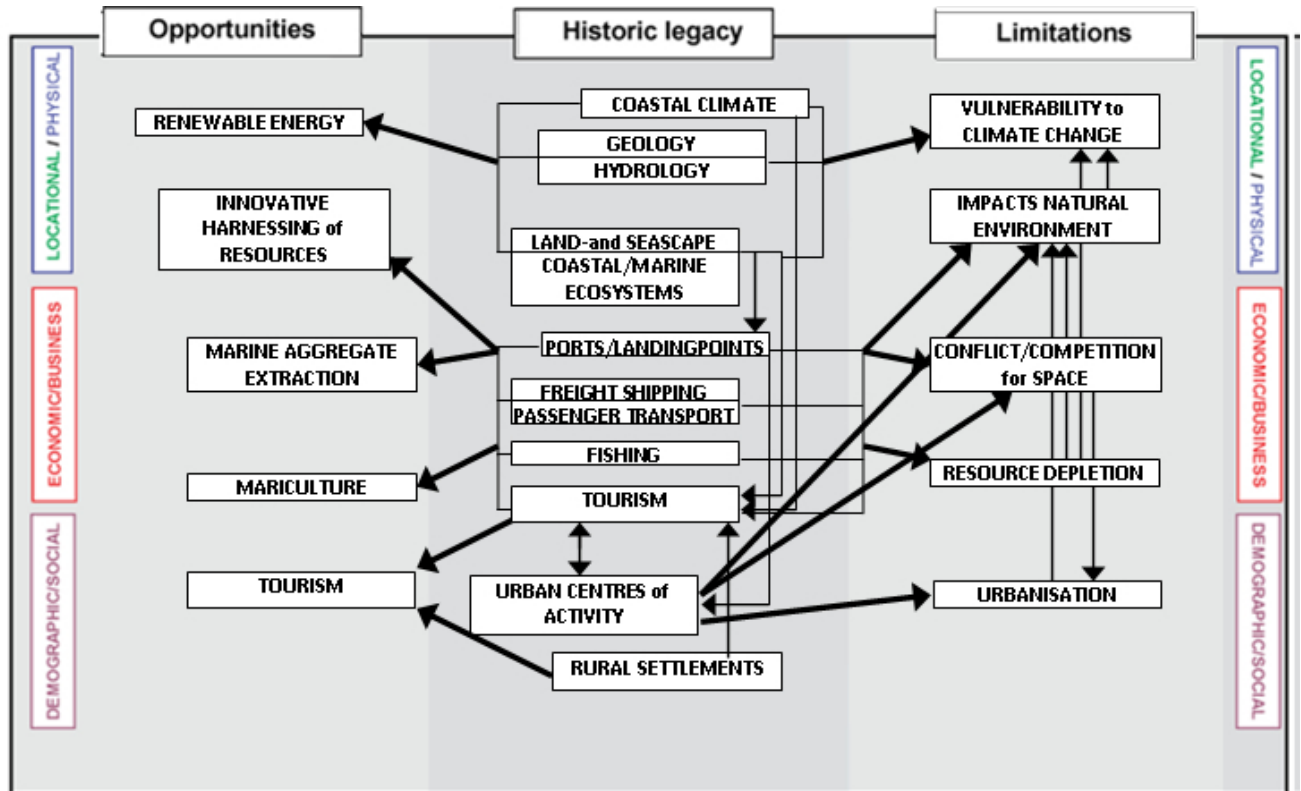 Opportunities
Historic legacy
Limitations
LOCATIONAL / PHYSICAL
ECONOMIC/BUSINESS
DEMOGRAPHIC/SOCIAL
RENEWABLE ENERGY
INNOVATIVE
HARNESSING of
RESOURCES
MARINE AGGREGATE
EXTRACTION
MARICULTURE
TOURISM
COASTAL CLIMATE
GEOLOGY
HYDROLOGY
LAND-and SEASCAPE
COASTAL/MARINE
ECOSYSTEMS
PORTS/LANDINGPOINTS
FREIGHT SHIPPING
PASSENGER TRANSPORT
FISHING
TOURISM
URBAN CENTRES of
ACTIVITY
RURAL SETTLEMENTS
VULNERABILITY to
CLIMATE CHANGE
IMPACTS NATURAL
ENVIRONMENT
CONFLICT/COMPETITION
for SPACE
RESOURCE DEPLETION
URBANISATION
LOCATIONAL / PHYSICAL
ECONOMIC/BUSINESS
DEMOGRAPHIC/SOCIAL